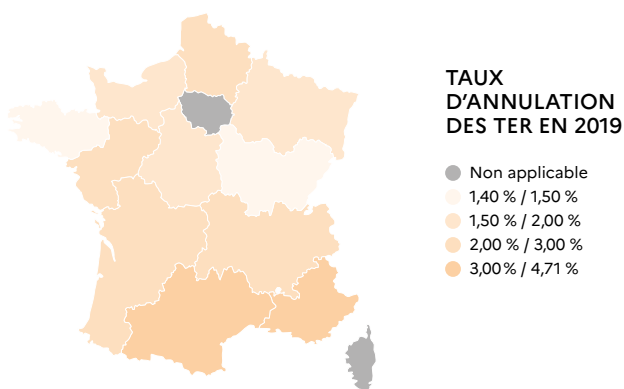 TAUX
D'ANNULATION
DES TER EN 2019
Non applicable
1,40 % / 1,50 %
1,50 % / 2,00 %
2,00 % / 3,00 %
3,00 % / 4,71 %